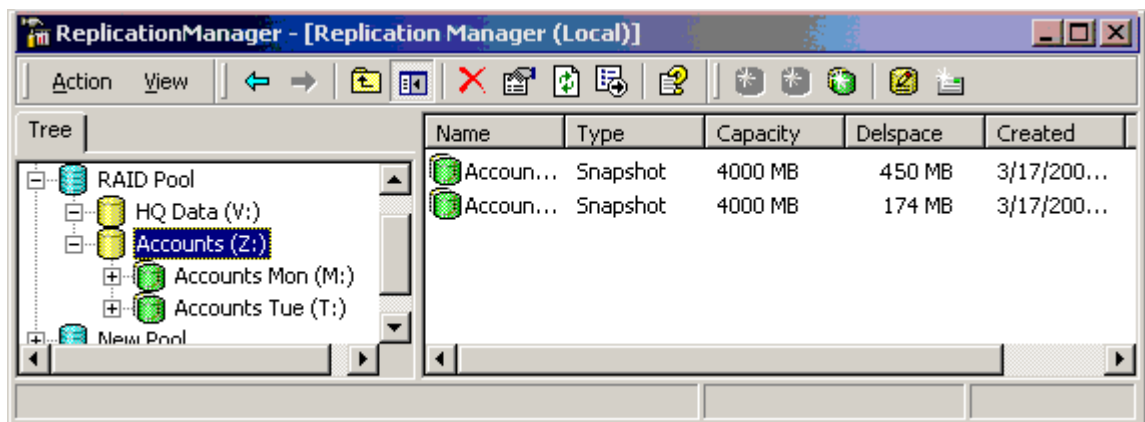 ReplicationManager - [Replication Manager (Local)]
Action View
Tree
Name Type Capacity Delspace Created
RAID Pool
HQ Data (V:)
Accounts (Z:)
Accounts Mon (M:)
Accounts Tue (T:)
New Pool
Accoun... Snapshot 4000 MB 450 MB 3/17/200...
Accoun... Snapshot 4000 MB 174 MB 3/17/200...